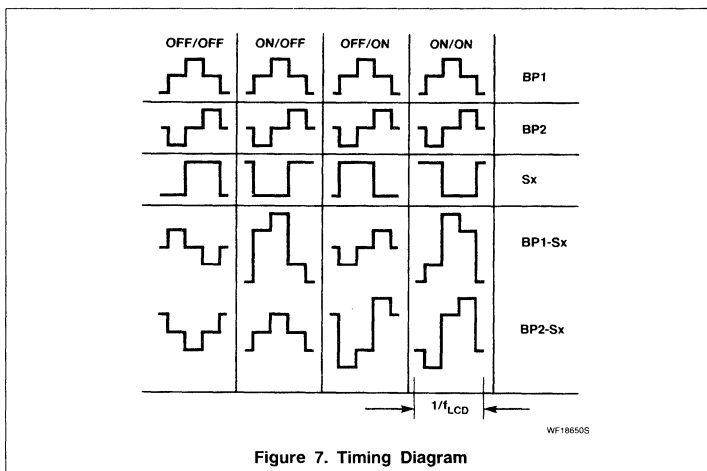 OFF/OFF ON/OFF OFF/ON ON/ON
BP1
BP2
Sx
BP1-Sx
BP2-Sx
1/fLCD
WF18650S
Figure 7. Timing Diagram